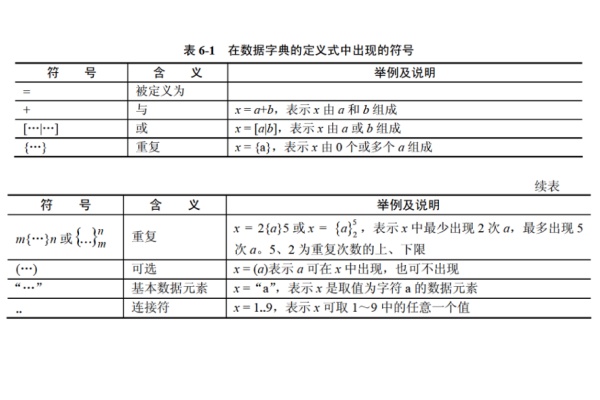 表 6-1 在数据字典的定义式中出现的符号
符 号 含 义 举例及说明
= 被定义为
+ 与 x = a+b，表示 x 由 a 和 b 组成
[…|…] 或 x = [a|b]，表示 x 由 a 或 b 组成
{…} 重复 x = {a}，表示 x 由 0 个或多个 a 组成
续表
符 号 含 义 举例及说明
m{…}n 或 {…}ⁿₘ 重复 x = 2{a}5 或 x = {a}⁵₂，表示 x 中最少出现 2 次 a，最多出现 5
次 a。5、2 为重复次数的上、下限
(…) 可选 x = (a)表示 a 可在 x 中出现，也可不出现
“…” 基本数据元素 x =“a”，表示 x 是取值为字符 a 的数据元素
.. 连接符 x = 1..9，表示 x 可取 1～9 中的任意一个值